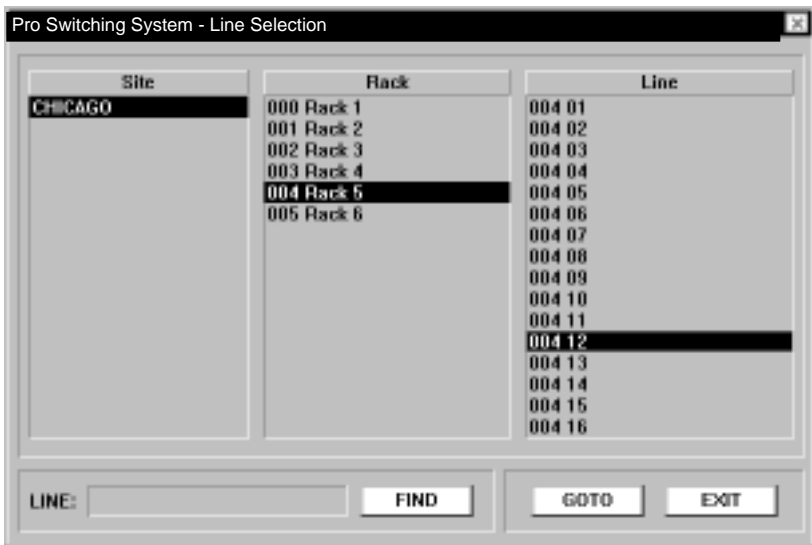 Pro Switching System - Line Selection
Site
CHICAGO
Rack
000 Rack 1
001 Rack 2
002 Rack 3
003 Rack 4
004 Rack 5
005 Rack 6
Line
004 01
004 02
004 03
004 04
004 05
004 06
004 07
004 08
004 09
004 10
004 11
004 12
004 13
004 14
004 15
004 16
LINE:
FIND
GOTO
EXIT